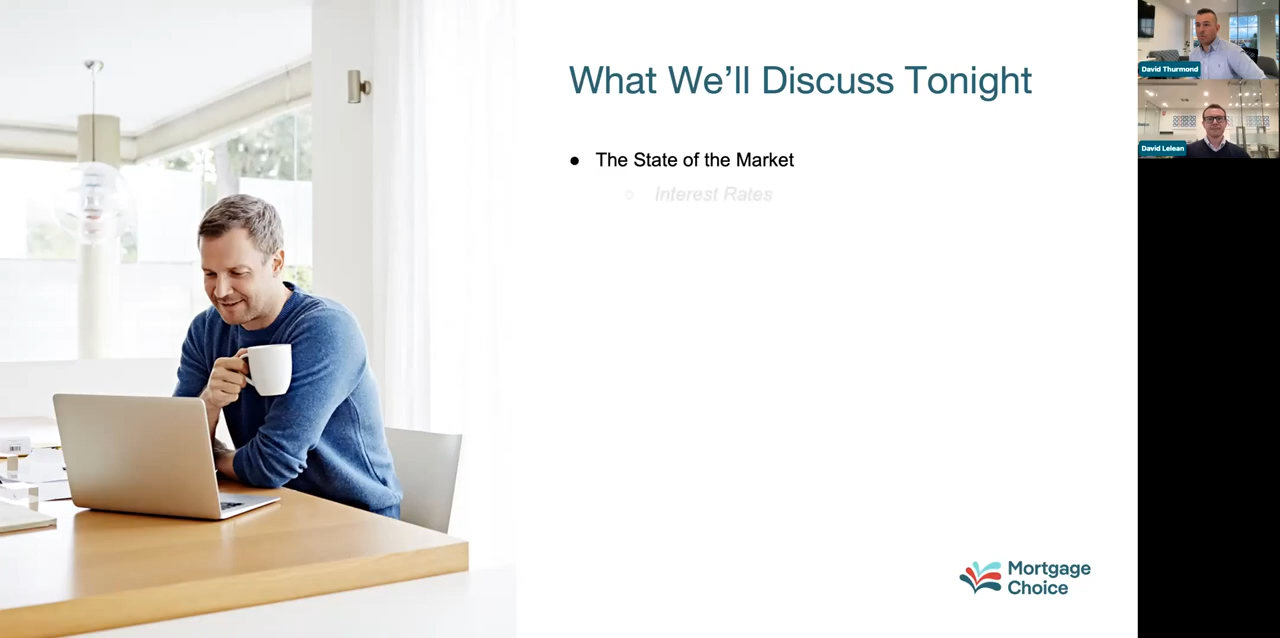 What We’ll Discuss Tonight
● The State of the Market
○ Interest Rates
Mortgage
Choice
David Thurmond
David Lelean